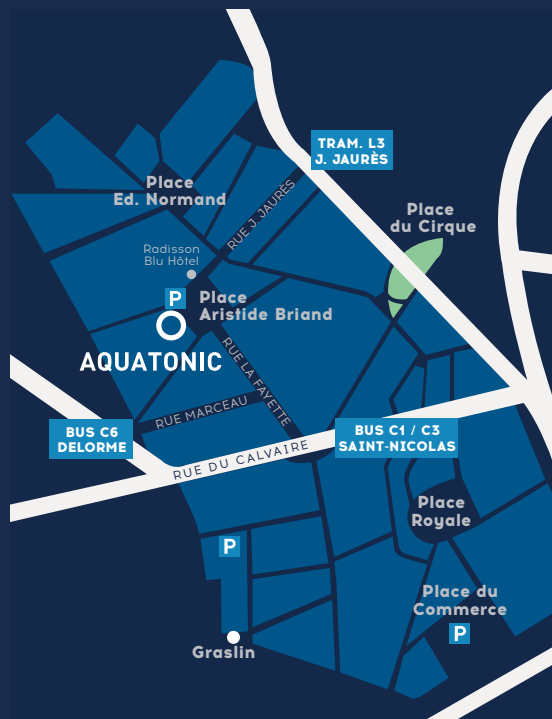 TRAM. L3
J. JAURÈS
Place
Ed. Normand
RUE J. JAURÈS
Place
du Cirque
Radisson
Blu Hôtel
P
Place
Aristide Briand
AQUATONIC
RUE LA FAYETTE
RUE MARCEAU
BUS C6
DELORME
BUS C1 / C3
SAINT-NICOLAS
RUE DU CALVAIRE
Place
Royale
P
Place du
Commerce
P
Graslin